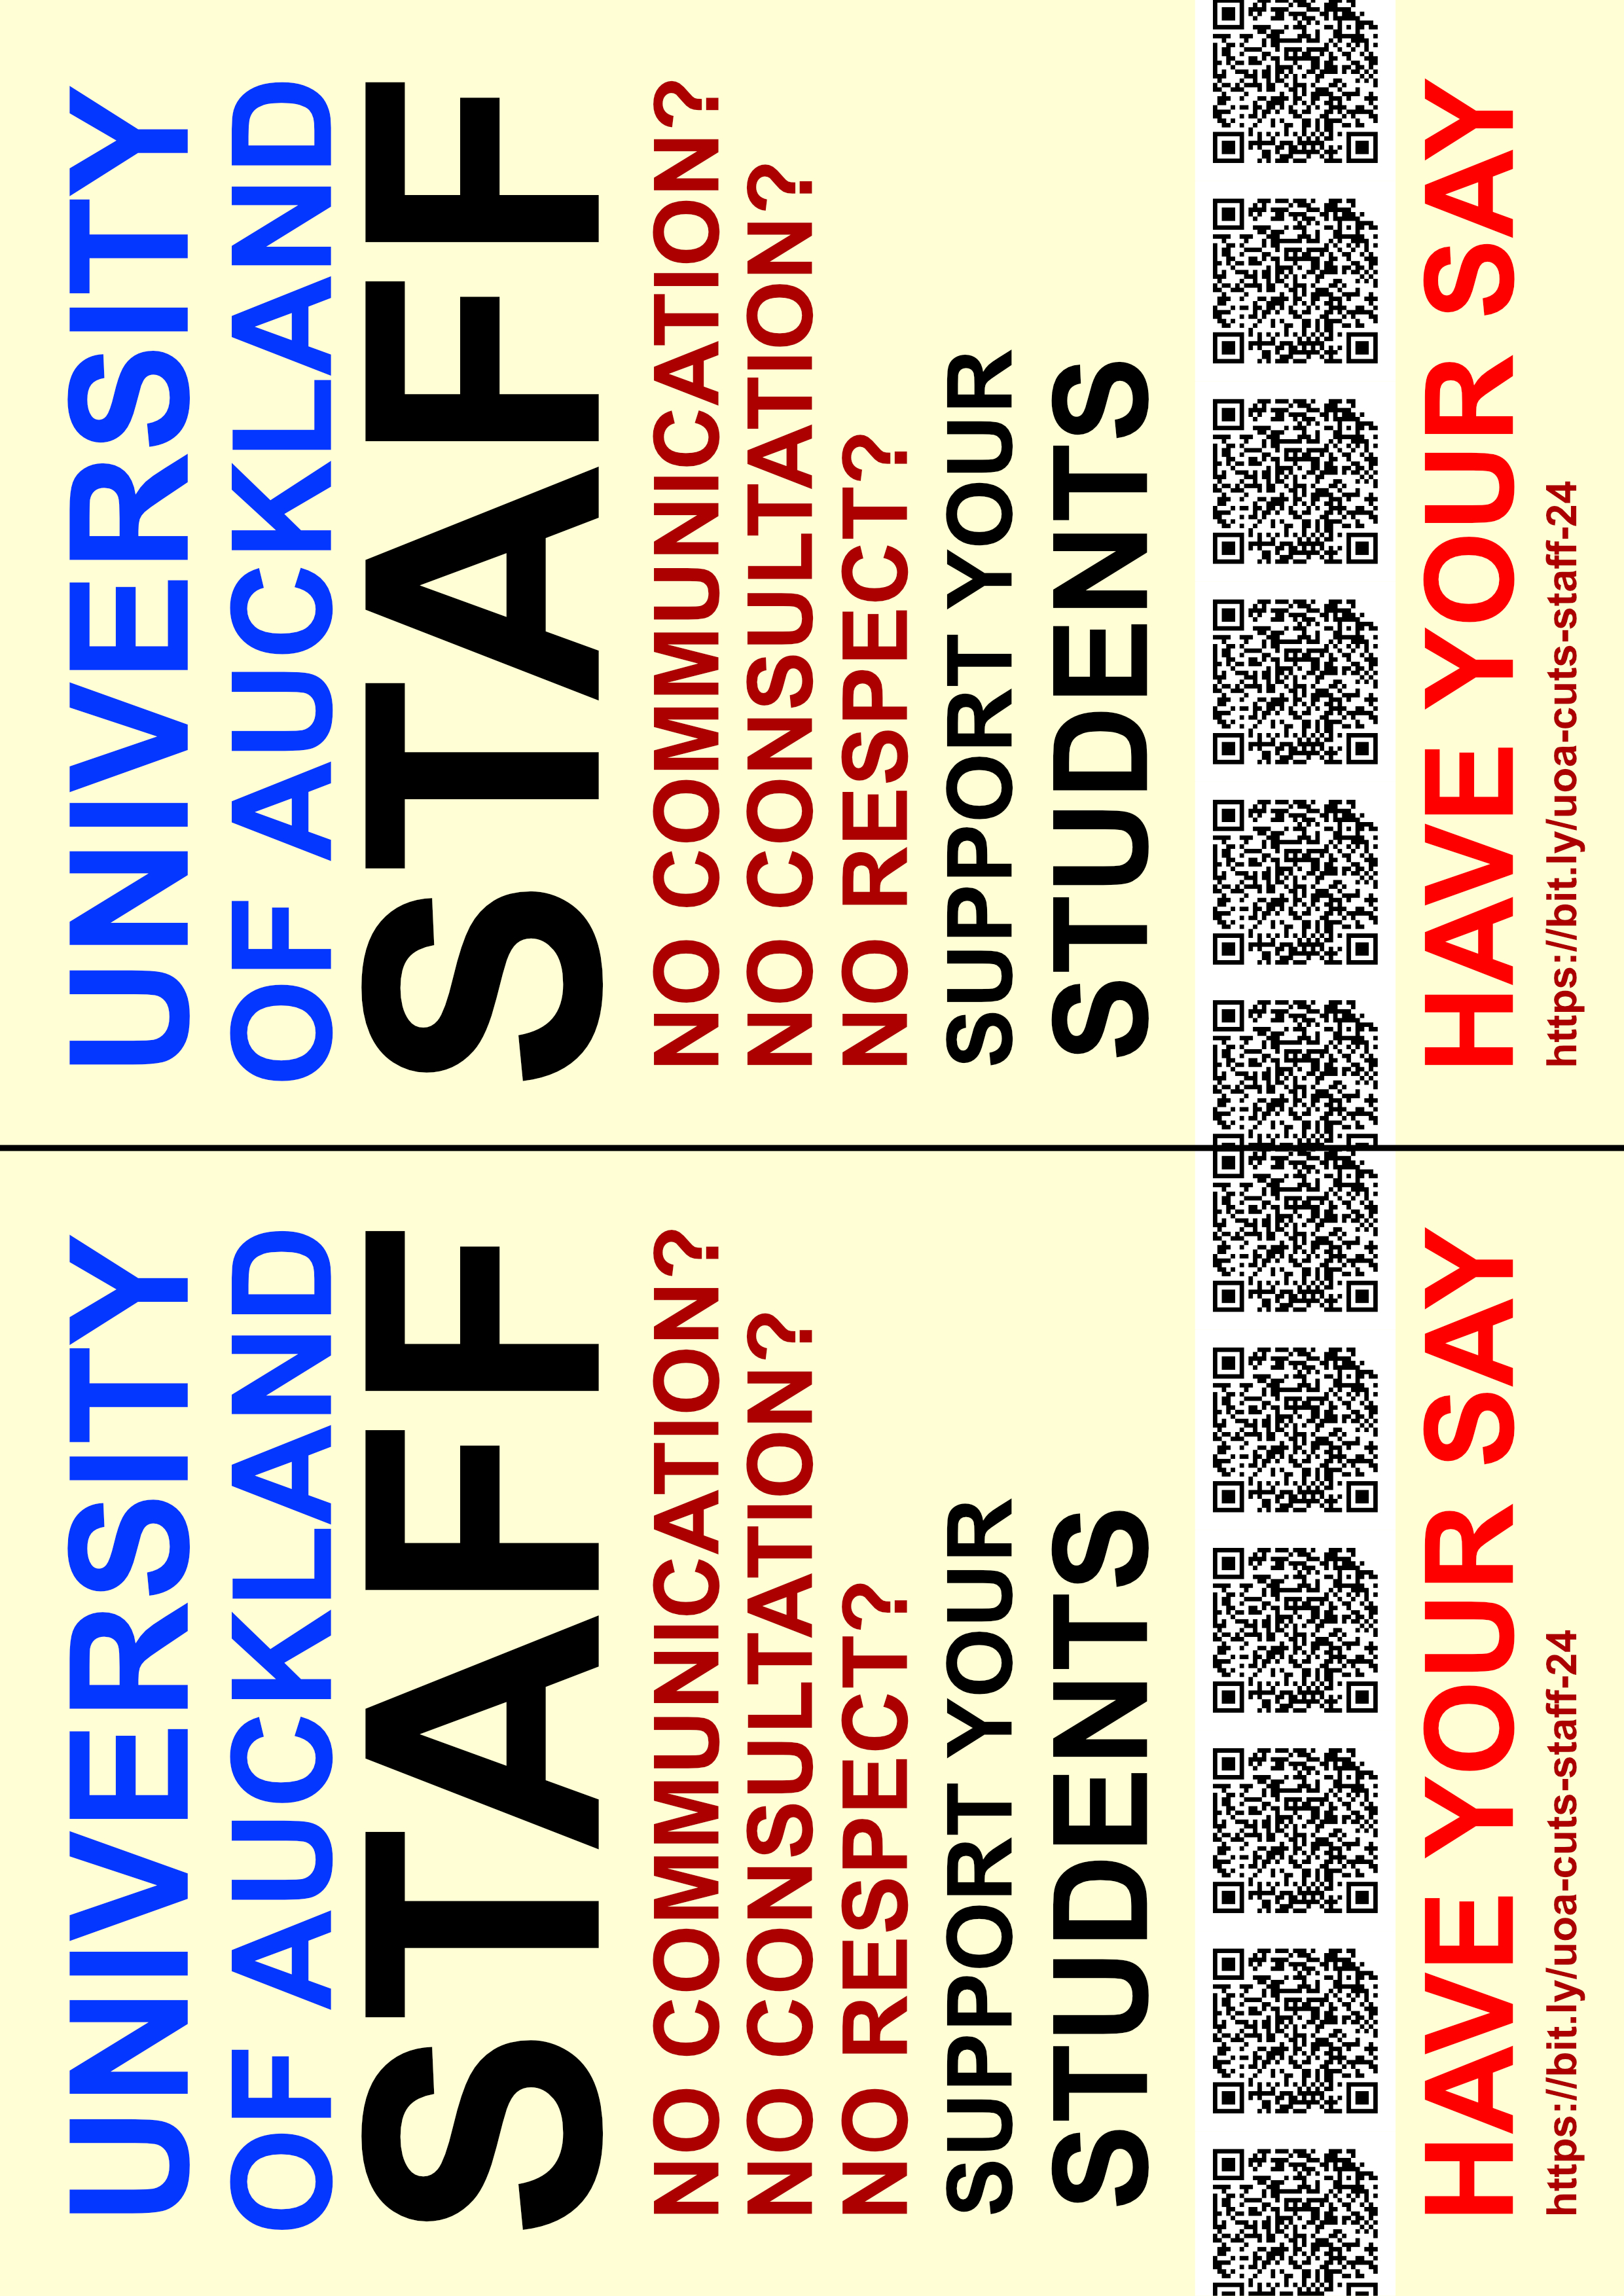 UNIVERSITY
OF AUCKLAND
STAFF
NO COMMUNICATION?
NO CONSULTATION?
NO RESPECT?
SUPPORT YOUR
STUDENTS
HAVE YOUR SAY
https://bit.ly/uoa-cuts-staff-24
UNIVERSITY
OF AUCKLAND
STAFF
NO COMMUNICATION?
NO CONSULTATION?
NO RESPECT?
SUPPORT YOUR
STUDENTS
HAVE YOUR SAY
https://bit.ly/uoa-cuts-staff-24